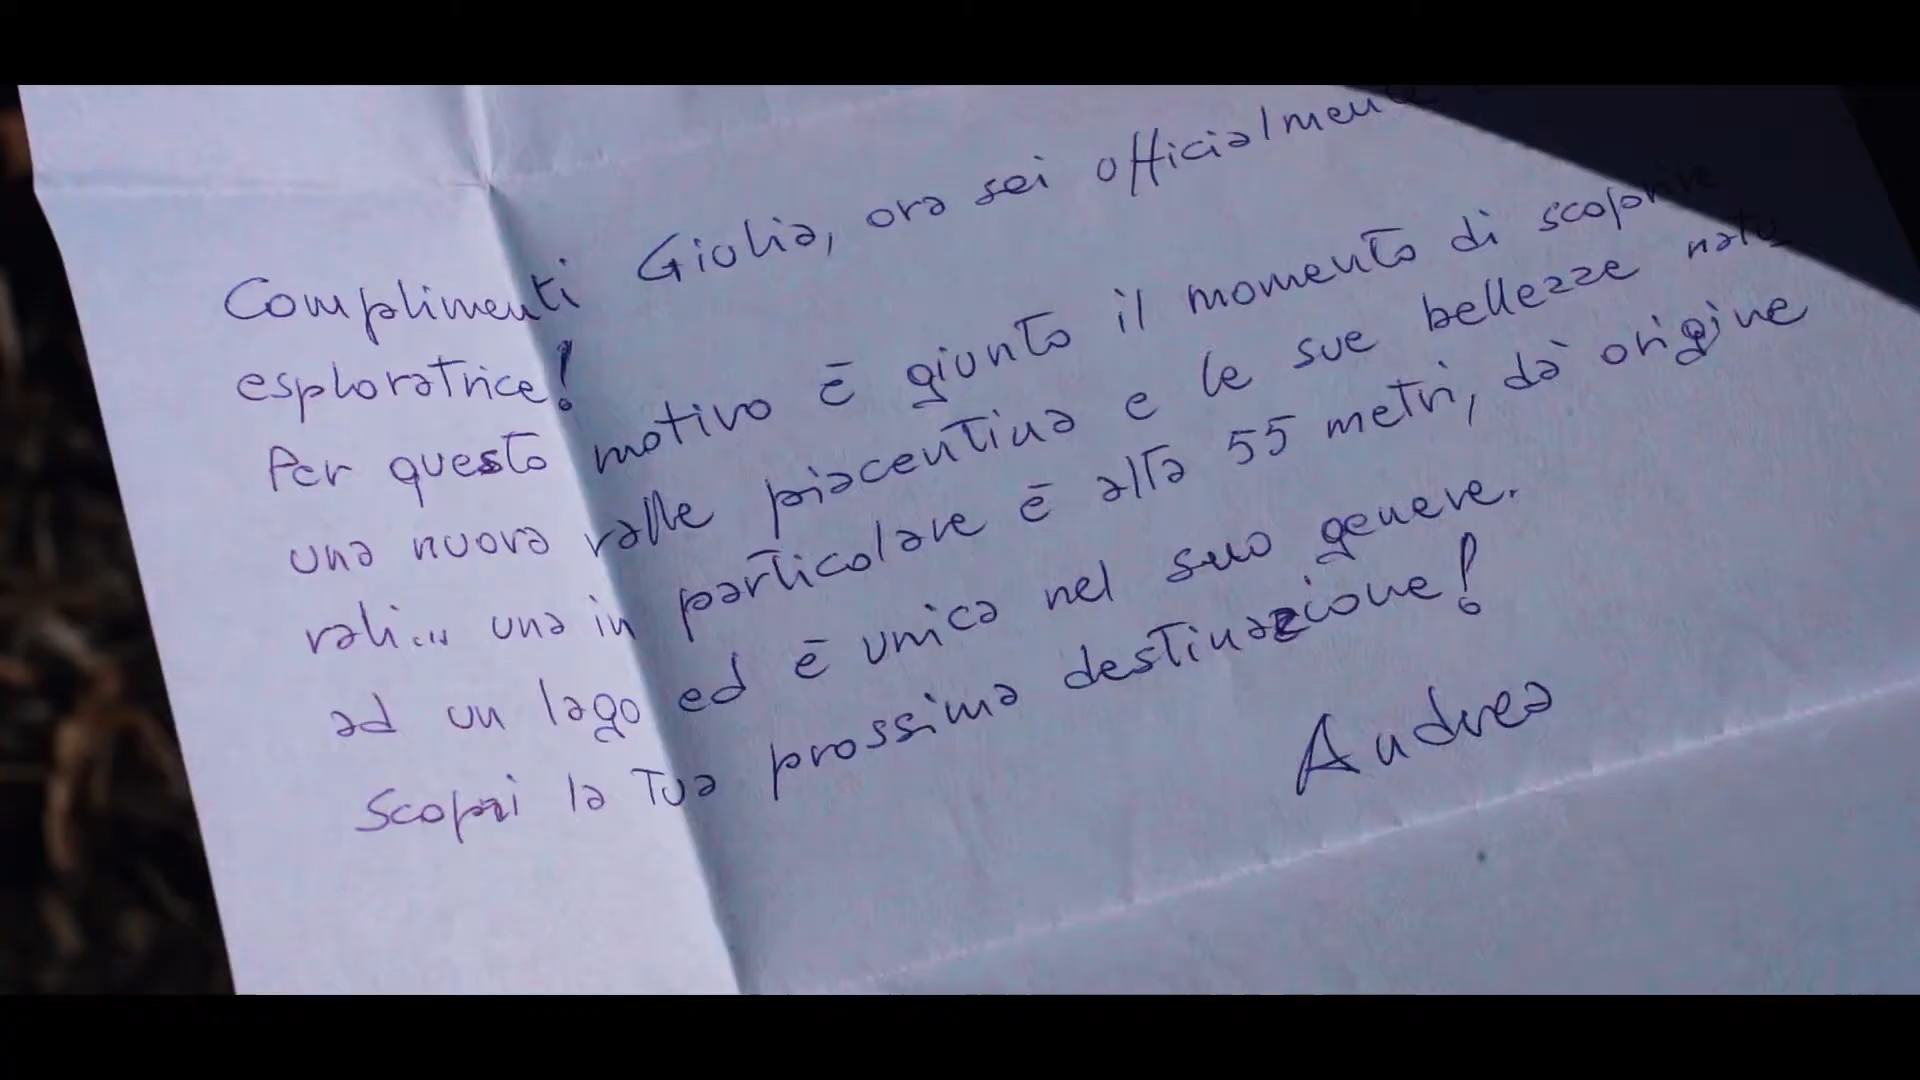 Complimenti Giulia, ora sei officialmente
esploratrice!
Per questo motivo è giunto il momento di scoprire
una nuova valle piacentina e le sue bellezze natu
rali... una in particolare è alta 55 metri, dà origine
ad un lago ed è unica nel suo genere.
Scopri la tua prossima destinazione!
Andrea